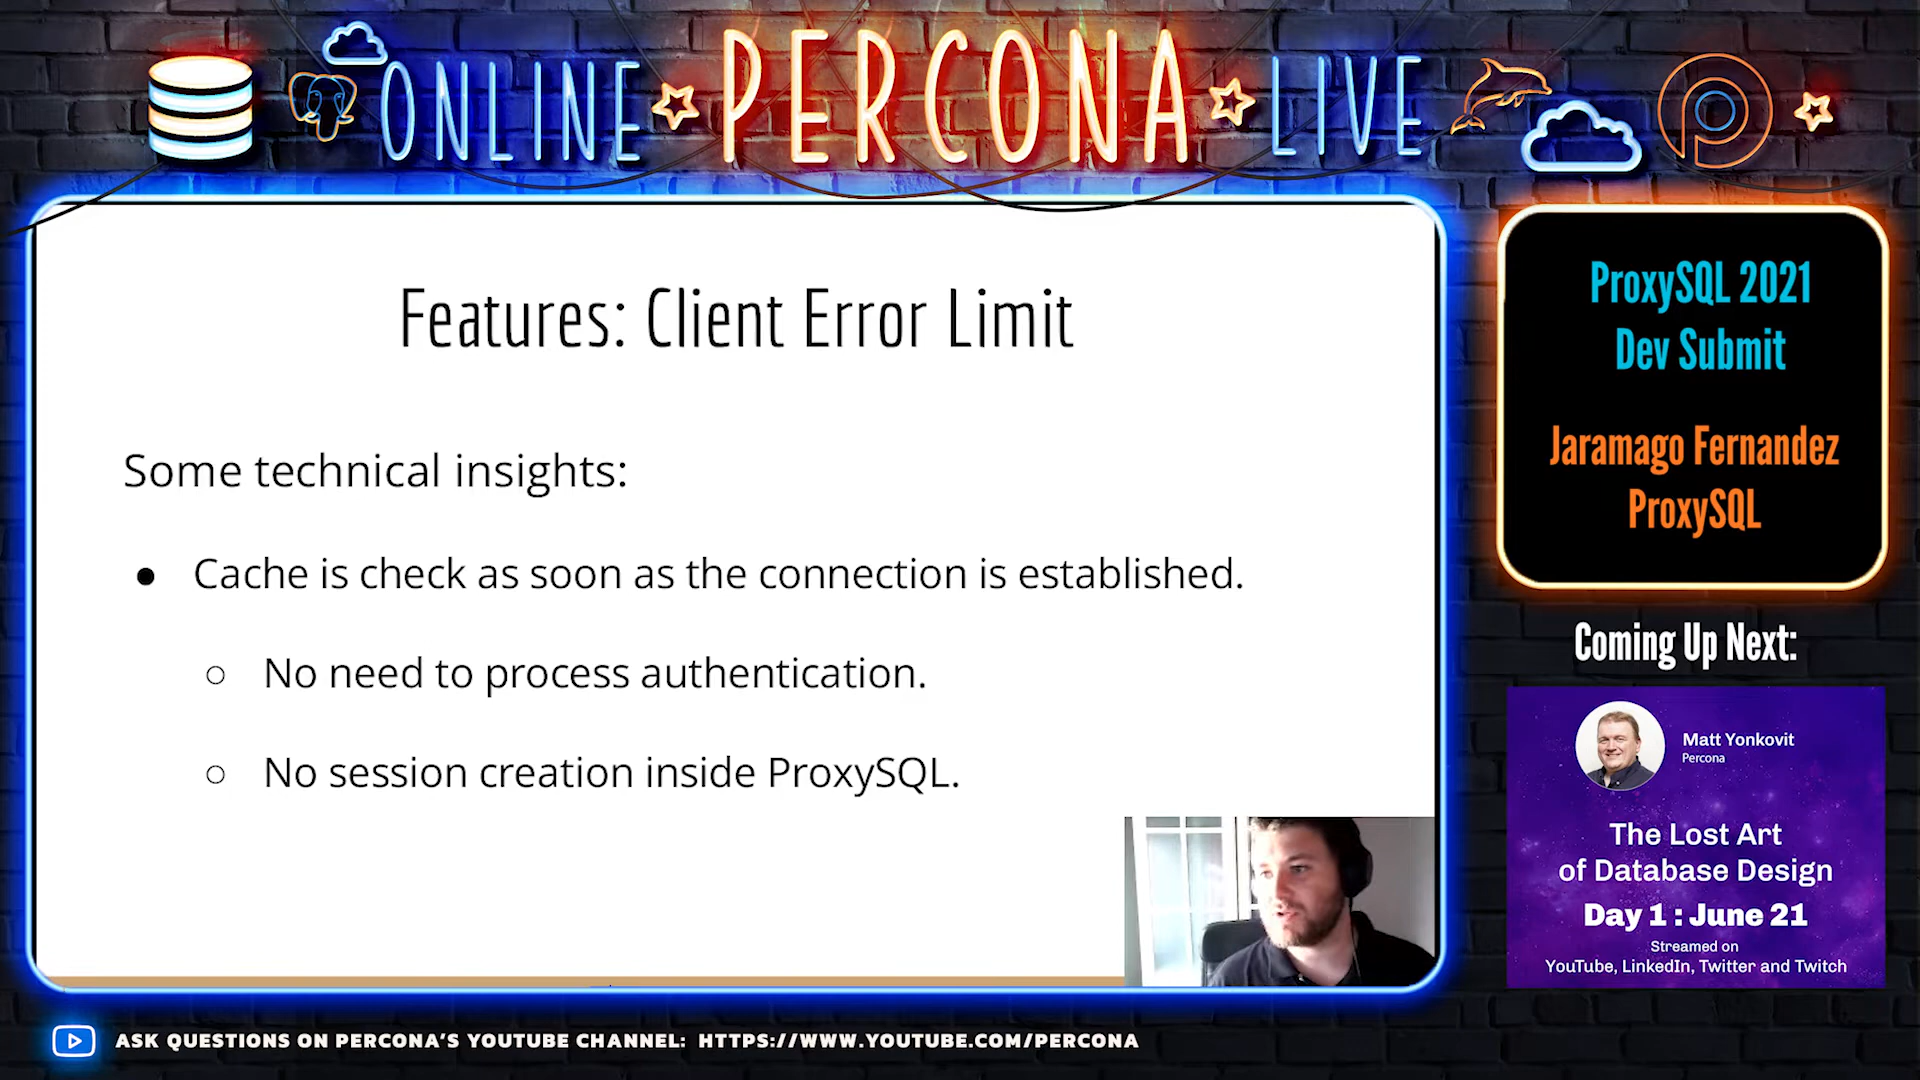 ONLINE PERCONA LIVE
Features: Client Error Limit
Some technical insights:
● Cache is check as soon as the connection is established.
○ No need to process authentication.
○ No session creation inside ProxySQL.
ProxySQL 2021
Dev Submit
Jaramago Fernandez
ProxySQL
Coming Up Next:
Matt Yonkovit
Percona
The Lost Art
of Database Design
Day 1 : June 21
Streamed on
YouTube, LinkedIn, Twitter and Twitch
ASK QUESTIONS ON PERCONA'S YOUTUBE CHANNEL: HTTPS://WWW.YOUTUBE.COM/PERCONA